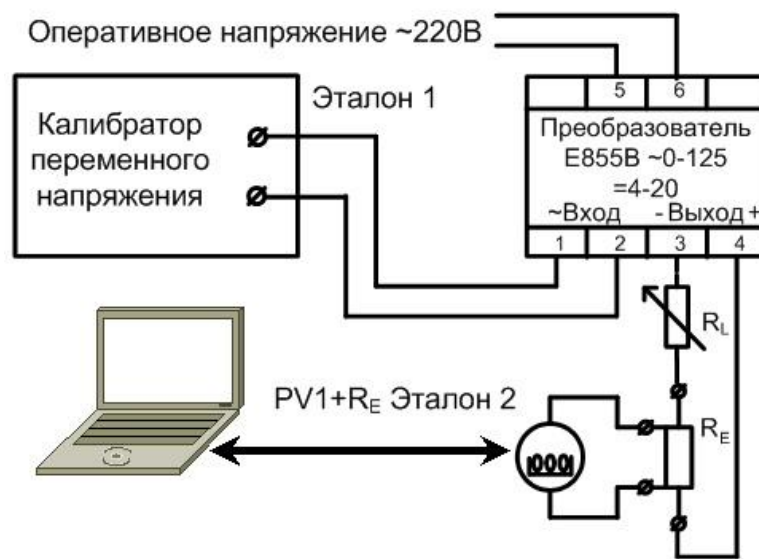 Оперативное напряжение ~220В
Эталон 1
Калибратор
переменного
напряжения
5 6
Преобразователь
Е855В ~0-125
=4-20
~Вход - Выход +
1 2 3 4
RL
PV1+RE Эталон 2
RE
000